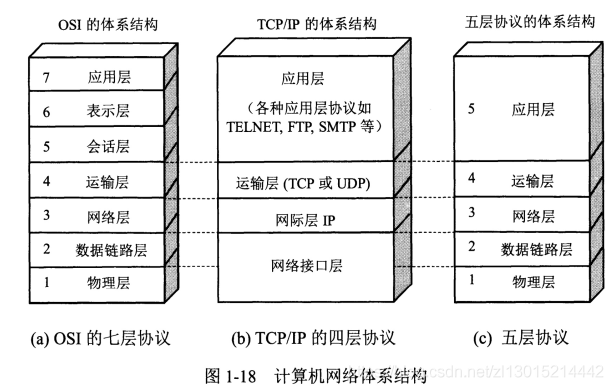 OSI 的体系结构
TCP/IP 的体系结构
五层协议的体系结构
7 应用层
6 表示层
5 会话层
4 运输层
3 网络层
2 数据链路层
1 物理层
应用层
(各种应用层协议如
TELNET, FTP, SMTP 等)
运输层 (TCP 或 UDP)
网际层 IP
网络接口层
5 应用层
4 运输层
3 网络层
2 数据链路层
1 物理层
(a) OSI 的七层协议
(b) TCP/IP 的四层协议
(c) 五层协议
图 1-18 计算机网络体系结构
csdn.net/zl13015214442